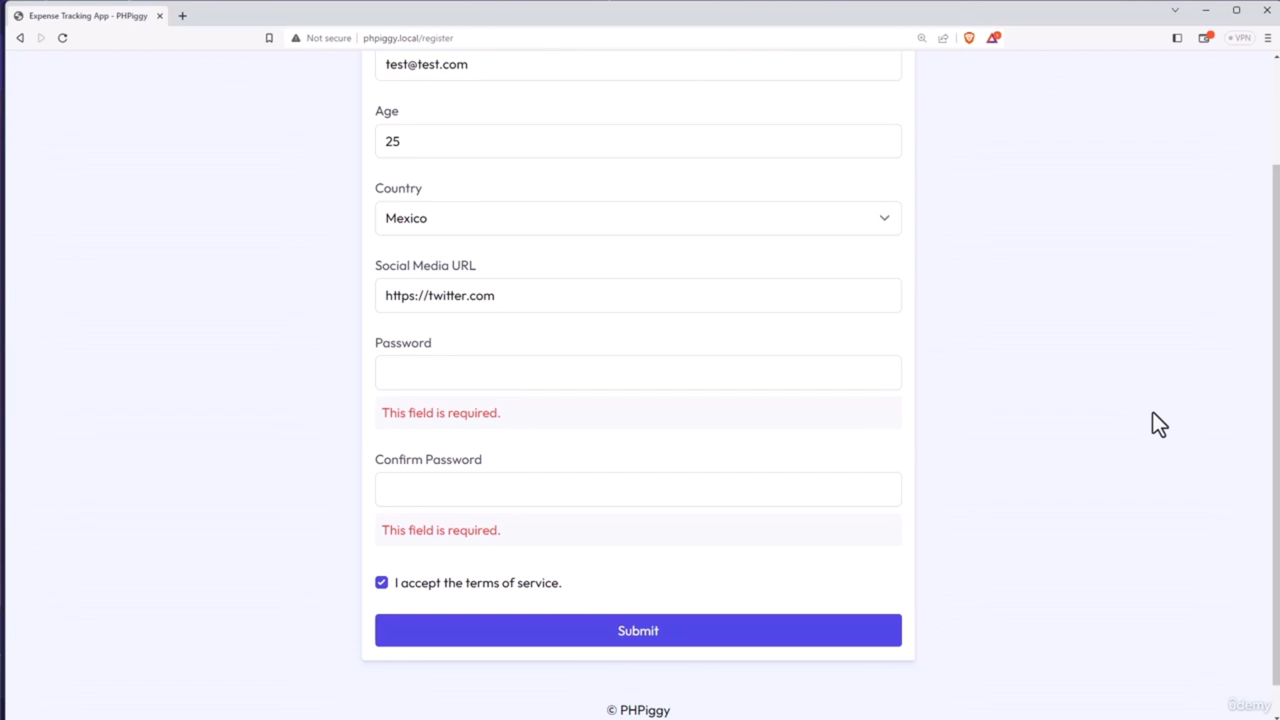 Expense Tracking App - PHPiggy
Not secure
phpiggy.local/register
VPN
test@test.com
Age
25
Country
Mexico
Social Media URL
https://twitter.com
Password
This field is required.
Confirm Password
This field is required.
I accept the terms of service.
Submit
© PHPiggy
ûdemy